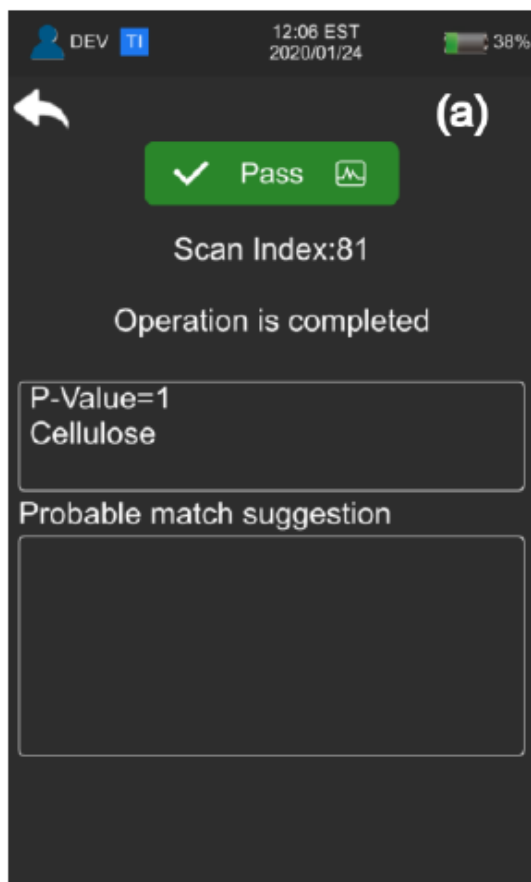 DEV TI
12:06 EST
2020/01/24
38%
(a)
Pass
Scan Index:81
Operation is completed
P-Value=1
Cellulose
Probable match suggestion